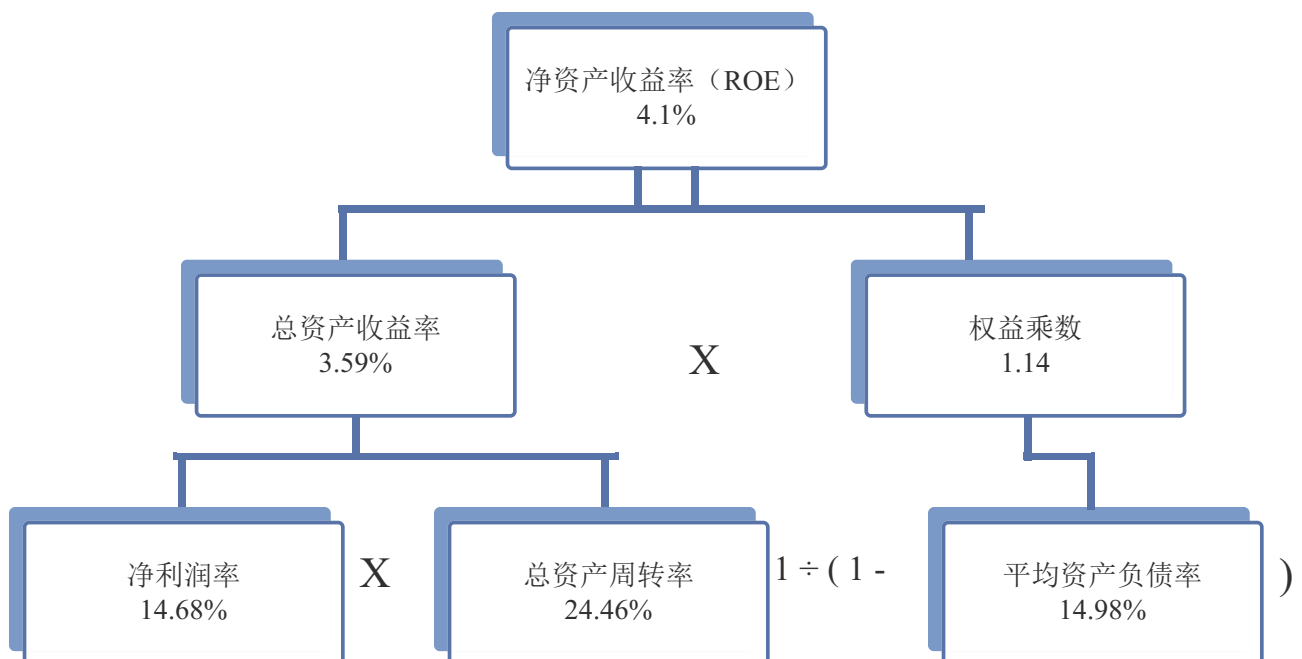 净资产收益率（ROE）
4.1%
总资产收益率
3.59%
X
权益乘数
1.14
净利润率
14.68%
X
总资产周转率
24.46%
1 ÷ ( 1 -
平均资产负债率
14.98%
)